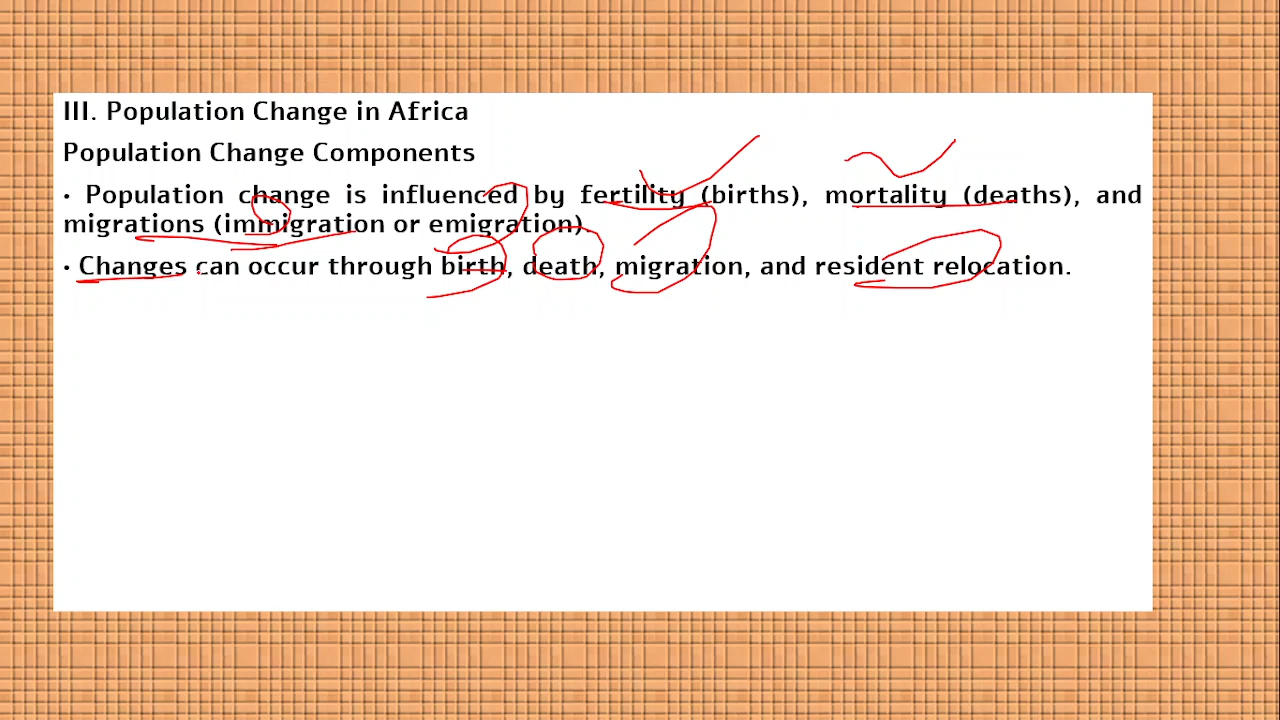 III. Population Change in Africa
Population Change Components
• Population change is influenced by fertility (births), mortality (deaths), and
migrations (immigration or emigration).
• Changes can occur through birth, death, migration, and resident relocation.